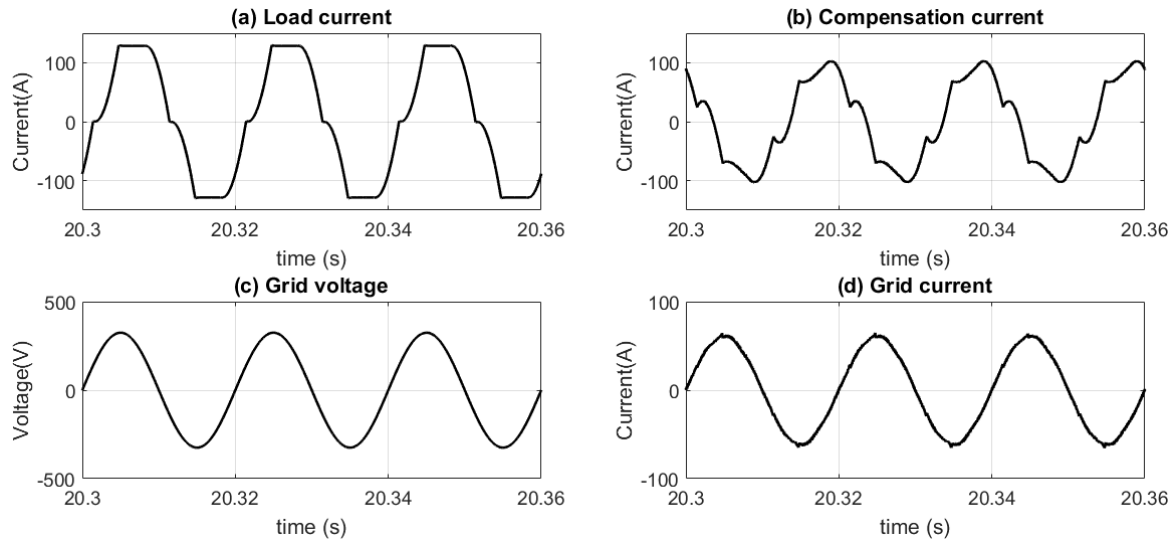 (a) Load current
Current(A)
100
0
-100
20.3 20.32 20.34 20.36
time (s)
(b) Compensation current
Current(A)
100
0
-100
20.3 20.32 20.34 20.36
time (s)
(c) Grid voltage
Voltage(V)
500
0
-500
20.3 20.32 20.34 20.36
time (s)
(d) Grid current
Current(A)
100
0
-100
20.3 20.32 20.34 20.36
time (s)